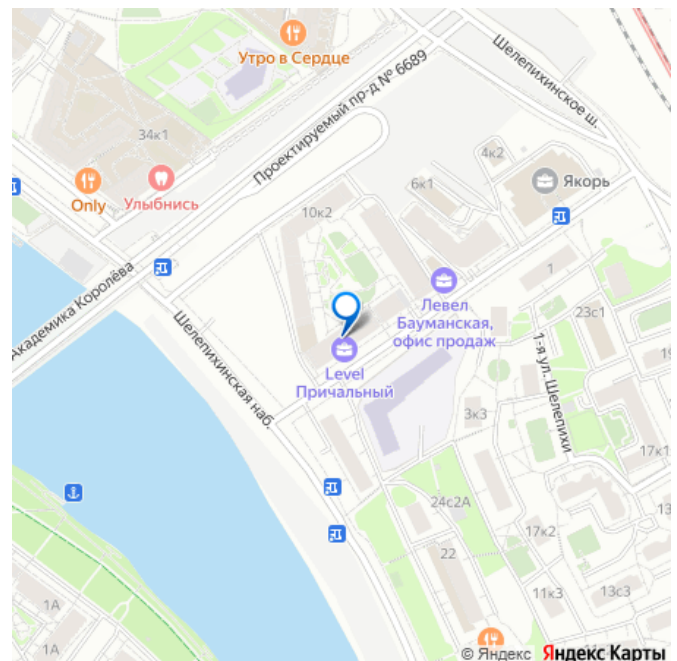 Утро в Сердце
Проектируемый пр-д № 6689
Шелепихинское ш.
34к1
4к2
6к1
Якорь
Only
Улыбнись
10к2
Академика Королёва
1
Левел
Бауманская,
офис продаж
23с1
Шелепихинская наб.
Level
Причальный
1-я ул. Шелепихи
19
3к3
17к1
24с2А
13
17к2
22
11к3
13с3
1А
1А
© Яндекс Яндекс Карты